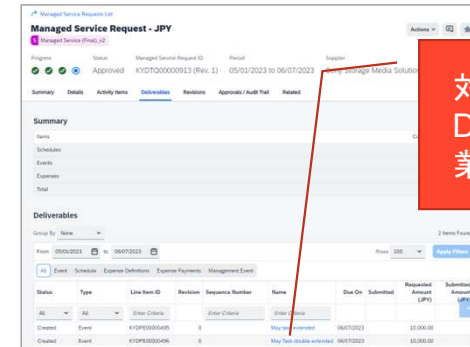 Managed Service Requests List
Managed Service Request - JPY
Managed Service (Final)_v2
Actions
Progress Status Managed Service Request ID Period Supplier
Approved KYDTQ00000913 (Rev: 1) 05/01/2023 to 06/07/2023 Storage Media Solution
Summary Details Activity Items Deliverables Revisions Approvals / Audit Trail Related
対
D
業
Summary
Items
Schedules
Events
Expenses
Total
Deliverables
Group By None 2 Items Found
From 05/01/2023 to 06/07/2023 Rows 100 Apply Filters
All Event Schedule Expense Definitions Expense Payments Management Event
Status Type Line Item ID Revision Sequence Number Name Due On Submitted Requested Amount (JPY) Submitted Amount (JPY)
All All Enter Criteria Enter Criteria Enter Criteria
Created Event KYDPE00000495 0 May task extended 06/07/2023 10,000.00
Created Event KYDPE00000496 0 May Task double extended 06/07/2023 10,000.00